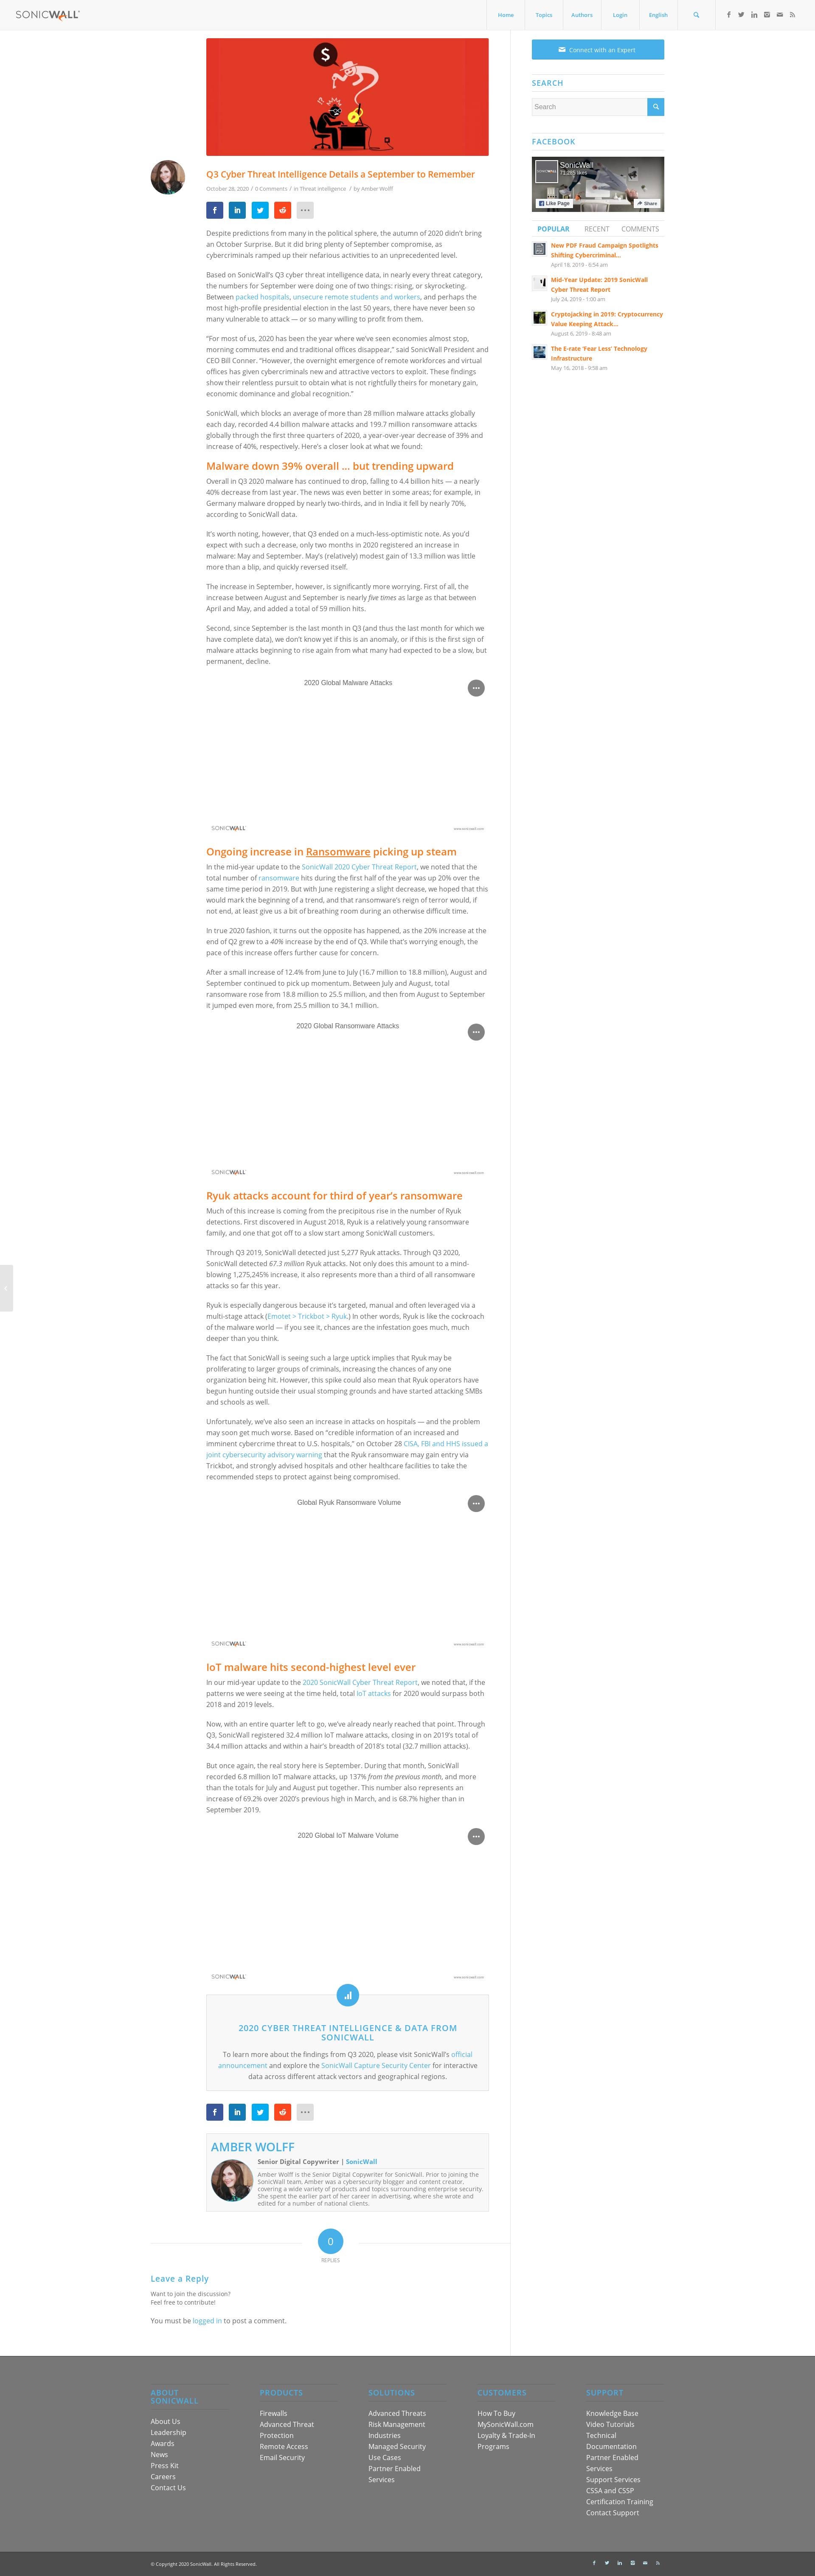 SONICWALL
Home
Topics
Authors
Login
English
Q3 Cyber Threat Intelligence Details a September to Remember
October 28, 2020 / 0 Comments / in Threat intelligence / by Amber Wolff
Despite predictions from many in the political sphere, the autumn of 2020 didn't bring
an October Surprise. But it did bring plenty of September compromise, as
cybercriminals ramped up their nefarious activities to an unprecedented level.
Based on SonicWall's Q3 cyber threat intelligence data, in nearly every threat category,
the numbers for September were doing one of two things: rising, or skyrocketing.
Between packed hospitals, unsecure remote students and workers, and perhaps the
most high-profile presidential election in the last 50 years, there have never been so
many vulnerable to attack — or so many willing to profit from them.
"For most of us, 2020 has been the year where we've seen economies almost stop,
morning commutes end and traditional offices disappear," said SonicWall President and
CEO Bill Conner. "However, the overnight emergence of remote workforces and virtual
offices has given cybercriminals new and attractive vectors to exploit. These findings
show their relentless pursuit to obtain what is not rightfully theirs for monetary gain,
economic dominance and global recognition."
SonicWall, which blocks an average of more than 28 million malware attacks globally
each day, recorded 4.4 billion malware attacks and 199.7 million ransomware attacks
globally through the first three quarters of 2020, a year-over-year decrease of 39% and
increase of 40%, respectively. Here's a closer look at what we found:
Malware down 39% overall ... but trending upward
Overall in Q3 2020 malware has continued to drop, falling to 4.4 billion hits — a nearly
40% decrease from last year. The news was even better in some areas; for example, in
Germany malware dropped by nearly two-thirds, and in India it fell by nearly 70%,
according to SonicWall data.
It's worth noting, however, that Q3 ended on a much-less-optimistic note. As you'd
expect with such a decrease, only two months in 2020 registered an increase in
malware: May and September. May's (relatively) modest gain of 13.3 million was little
more than a blip, and quickly reversed itself.
The increase in September, however, is significantly more worrying. First of all, the
increase between August and September is nearly five times as large as that between
April and May, and added a total of 59 million hits.
Second, since September is the last month in Q3 (and thus the last month for which we
have complete data), we don't know yet if this is an anomaly, or if this is the first sign of
malware attacks beginning to rise again from what many had expected to be a slow, but
permanent, decline.
2020 Global Malware Attacks
SONICWALL
www.sonicwall.com
Ongoing increase in Ransomware picking up steam
In the mid-year update to the SonicWall 2020 Cyber Threat Report, we noted that the
total number of ransomware hits during the first half of the year was up 20% over the
same time period in 2019. But with June registering a slight decrease, we hoped that this
would mark the beginning of a trend, and that ransomware's reign of terror would, if
not end, at least give us a bit of breathing room during an otherwise difficult time.
In true 2020 fashion, it turns out the opposite has happened, as the 20% increase at the
end of Q2 grew to a 40% increase by the end of Q3. While that's worrying enough, the
pace of this increase offers further cause for concern.
After a small increase of 12.4% from June to July (16.7 million to 18.8 million), August and
September continued to pick up momentum. Between July and August, total
ransomware rose from 18.8 million to 25.5 million, and then from August to September
it jumped even more, from 25.5 million to 34.1 million.
2020 Global Ransomware Attacks
SONICWALL
www.sonicwall.com
Ryuk attacks account for third of year's ransomware
Much of this increase is coming from the precipitous rise in the number of Ryuk
detections. First discovered in August 2018, Ryuk is a relatively young ransomware
family, and one that got off to a slow start among SonicWall customers.
Through Q3 2019, SonicWall detected just 5,277 Ryuk attacks. Through Q3 2020,
SonicWall detected 67.3 million Ryuk attacks. Not only does this amount to a mind-
blowing 1,275,245% increase, it also represents more than a third of all ransomware
attacks so far this year.
Ryuk is especially dangerous because it's targeted, manual and often leveraged via a
multi-stage attack (Emotet > Trickbot > Ryuk.) In other words, Ryuk is like the cockroach
of the malware world — if you see it, chances are the infestation goes much, much
deeper than you think.
The fact that SonicWall is seeing such a large uptick implies that Ryuk may be
proliferating to larger groups of criminals, increasing the chances of any one
organization being hit. However, this spike could also mean that Ryuk operators have
begun hunting outside their usual stomping grounds and have started attacking SMBs
and schools as well.
Unfortunately, we've also seen an increase in attacks on hospitals — and the problem
may soon get much worse. Based on "credible information of an increased and
imminent cybercrime threat to U.S. hospitals," on October 28 CISA, FBI and HHS issued a
joint cybersecurity advisory warning that the Ryuk ransomware may gain entry via
Trickbot, and strongly advised hospitals and other healthcare facilities to take the
recommended steps to protect against being compromised.
Global Ryuk Ransomware Volume
SONICWALL
www.sonicwall.com
IoT malware hits second-highest level ever
In our mid-year update to the 2020 SonicWall Cyber Threat Report, we noted that, if the
patterns we were seeing at the time held, total IoT attacks for 2020 would surpass both
2018 and 2019 levels.
Now, with an entire quarter left to go, we've already nearly reached that point. Through
Q3, SonicWall registered 32.4 million IoT malware attacks, closing in on 2019's total of
34.4 million attacks and within a hair's breadth of 2018's total (32.7 million attacks).
But once again, the real story here is September. During that month, SonicWall
recorded 6.8 million IoT malware attacks, up 137% from the previous month, and more
than the totals for July and August put together. This number also represents an
increase of 69.2% over 2020's previous high in March, and is 68.7% higher than in
September 2019.
2020 Global IoT Malware Volume
SONICWALL
www.sonicwall.com
2020 CYBER THREAT INTELLIGENCE & DATA FROM
SONICWALL
To learn more about the findings from Q3 2020, please visit SonicWall's official
announcement and explore the SonicWall Capture Security Center for interactive
data across different attack vectors and geographical regions.
AMBER WOLFF
Senior Digital Copywriter | SonicWall
Amber Wolff is the Senior Digital Copywriter for SonicWall. Prior to joining the
SonicWall team, Amber was a cybersecurity blogger and content creator,
covering a wide variety of products and topics surrounding enterprise security.
She spent the earlier part of her career in advertising, where she wrote and
edited for a number of national clients.
0
REPLIES
Leave a Reply
Want to join the discussion?
Feel free to contribute!
You must be logged in to post a comment.
Connect with an Expert
SEARCH
Search
FACEBOOK
SonicWall
Like Page
Share
POPULAR
RECENT
COMMENTS
New PDF Fraud Campaign Spotlights
Shifting Cybercriminal...
April 18, 2019 - 6:54 am
Mid-Year Update: 2019 SonicWall
Cyber Threat Report
July 24, 2019 - 1:00 am
Cryptojacking in 2019: Cryptocurrency
Value Keeping Attack...
August 6, 2019 - 8:48 am
The E-rate 'Fear Less' Technology
Infrastructure
May 16, 2018 - 9:58 am
ABOUT
SONICWALL
About Us
Leadership
Awards
News
Press Kit
Careers
Contact Us
PRODUCTS
Firewalls
Advanced Threat
Protection
Remote Access
Email Security
SOLUTIONS
Advanced Threats
Risk Management
Industries
Managed Security
Use Cases
Partner Enabled
Services
CUSTOMERS
How To Buy
MySonicWall.com
Loyalty & Trade-In
Programs
SUPPORT
Knowledge Base
Video Tutorials
Technical
Documentation
Partner Enabled
Services
Support Services
CSSA and CSSP
Certification Training
Contact Support
© Copyright 2020 SonicWall. All Rights Reserved.